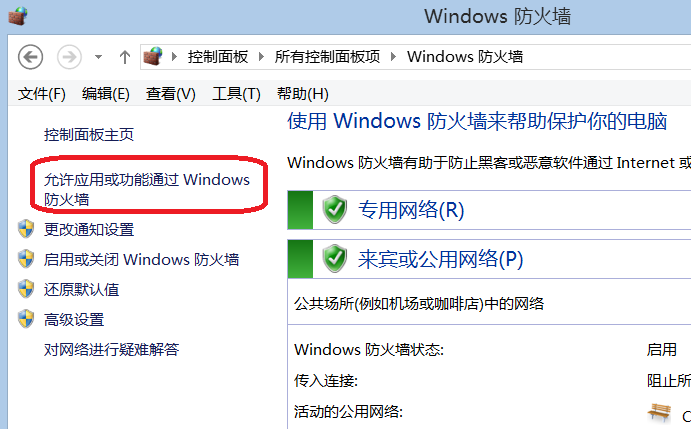 Windows 防火墙
控制面板 所有控制面板项 Windows 防火墙
文件(F) 编辑(E) 查看(V) 工具(T) 帮助(H)
控制面板主页
允许应用或功能通过 Windows
防火墙
更改通知设置
启用或关闭 Windows 防火墙
还原默认值
高级设置
对网络进行疑难解答
使用 Windows 防火墙来帮助保护你的电脑
Windows 防火墙有助于防止黑客或恶意软件通过 Internet 或
专用网络(R)
来宾或公用网络(P)
公共场所(例如机场或咖啡店)中的网络
Windows 防火墙状态: 启用
传入连接: 阻止所
活动的公用网络: